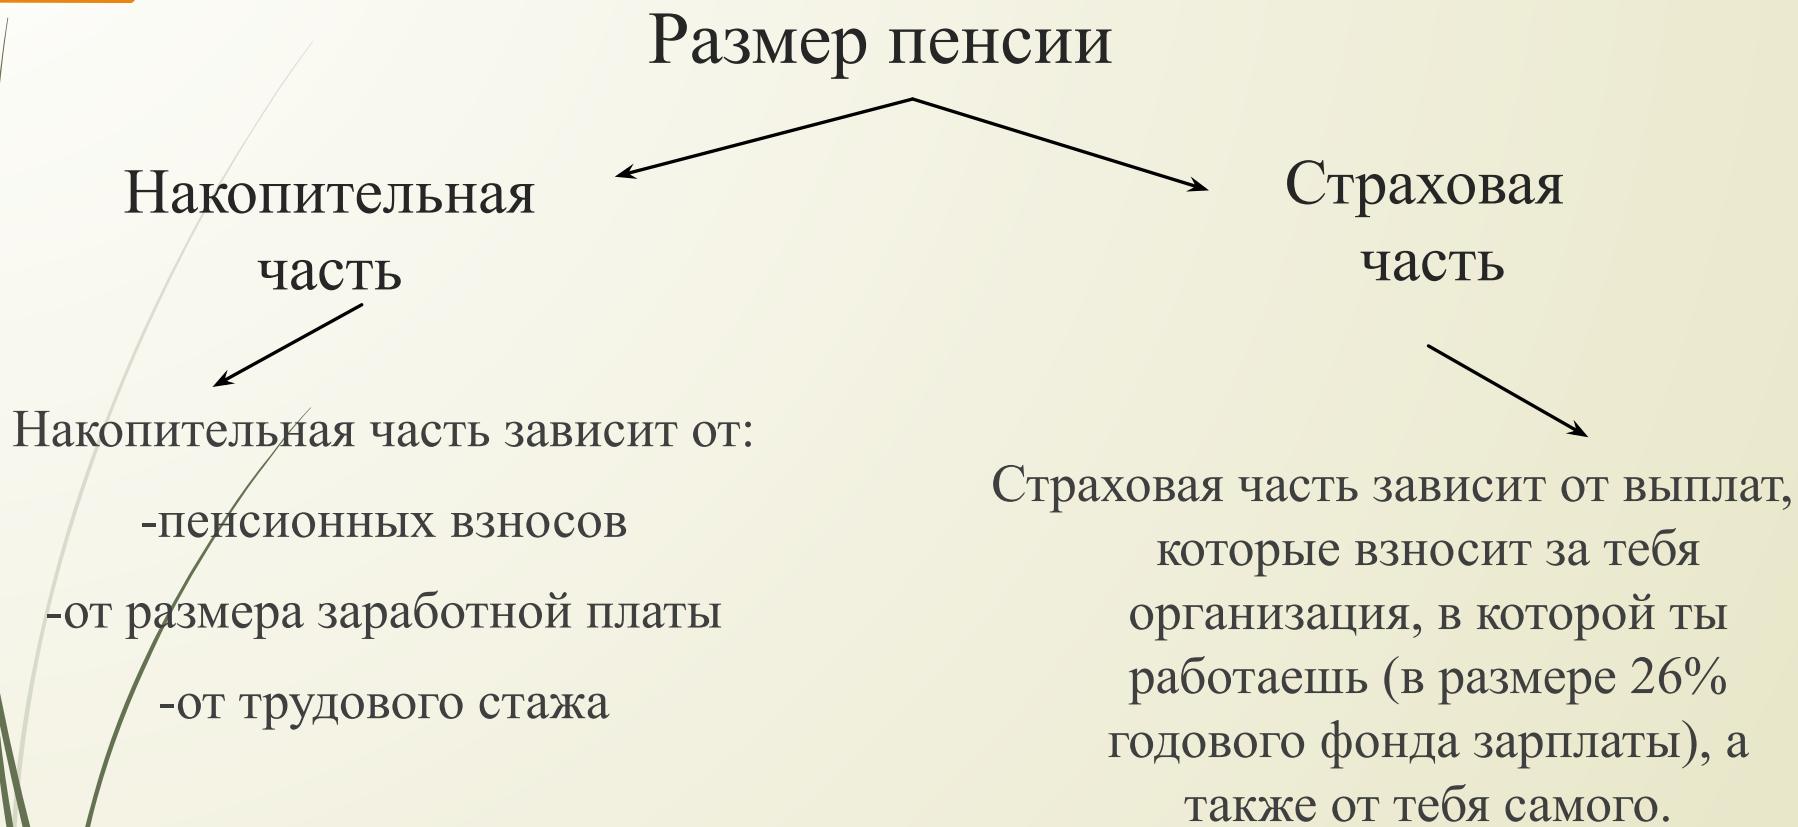 Размер пенсии
Накопительная
часть
Страховая
часть
Накопительная часть зависит от:
-пенсионных взносов
-от размера заработной платы
-от трудового стажа
Страховая часть зависит от выплат,
которые взносит за тебя
организация, в которой ты
работаешь (в размере 26%
годового фонда зарплаты), а
также от тебя самого.